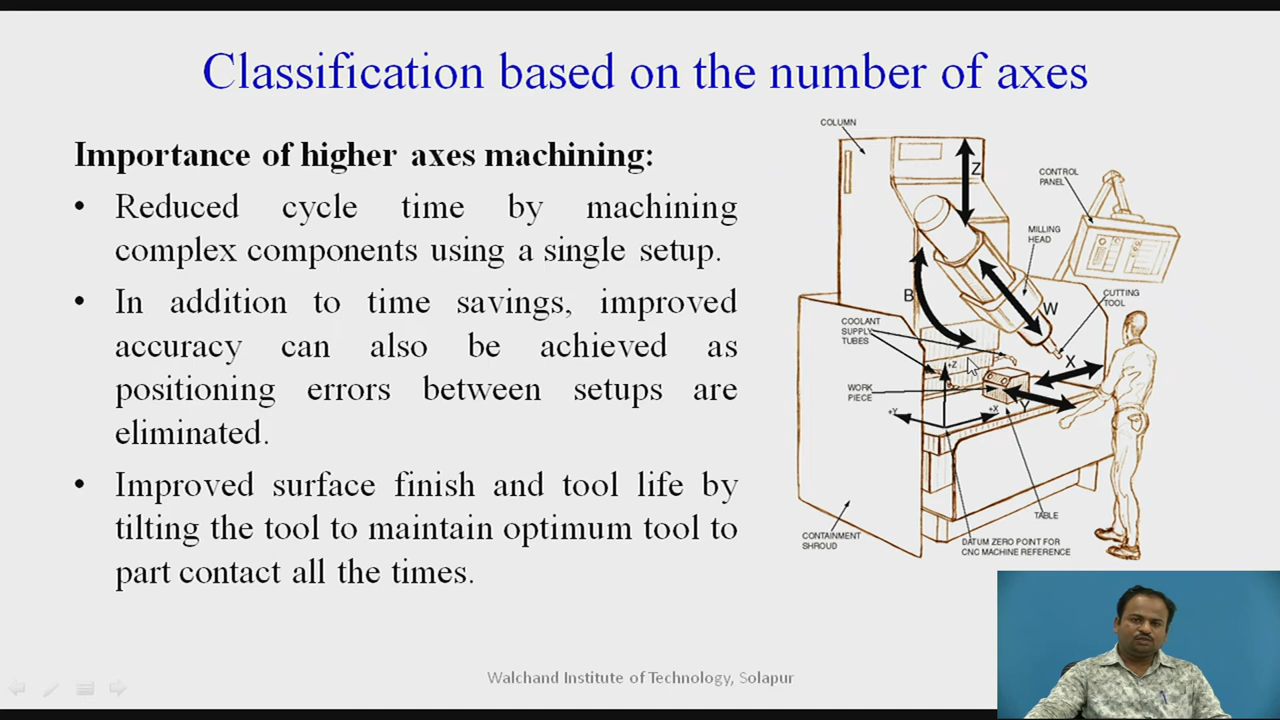 Classification based on the number of axes
Importance of higher axes machining:
• Reduced cycle time by machining
complex components using a single setup.
• In addition to time savings, improved
accuracy can also be achieved as
positioning errors between setups are
eliminated.
• Improved surface finish and tool life by
tilting the tool to maintain optimum tool to
part contact all the times.
COLUMN
Z
CONTROL
PANEL
MILLING
HEAD
B
W
CUTTING
TOOL
COOLANT
SUPPLY
TUBES
X
+Z
WORK
PIECE
Y
+Y
+X
TABLE
CONTAINMENT
SHROUD
DATUM ZERO POINT FOR
CNC MACHINE REFERENCE
Walchand Institute of Technology, Solapur